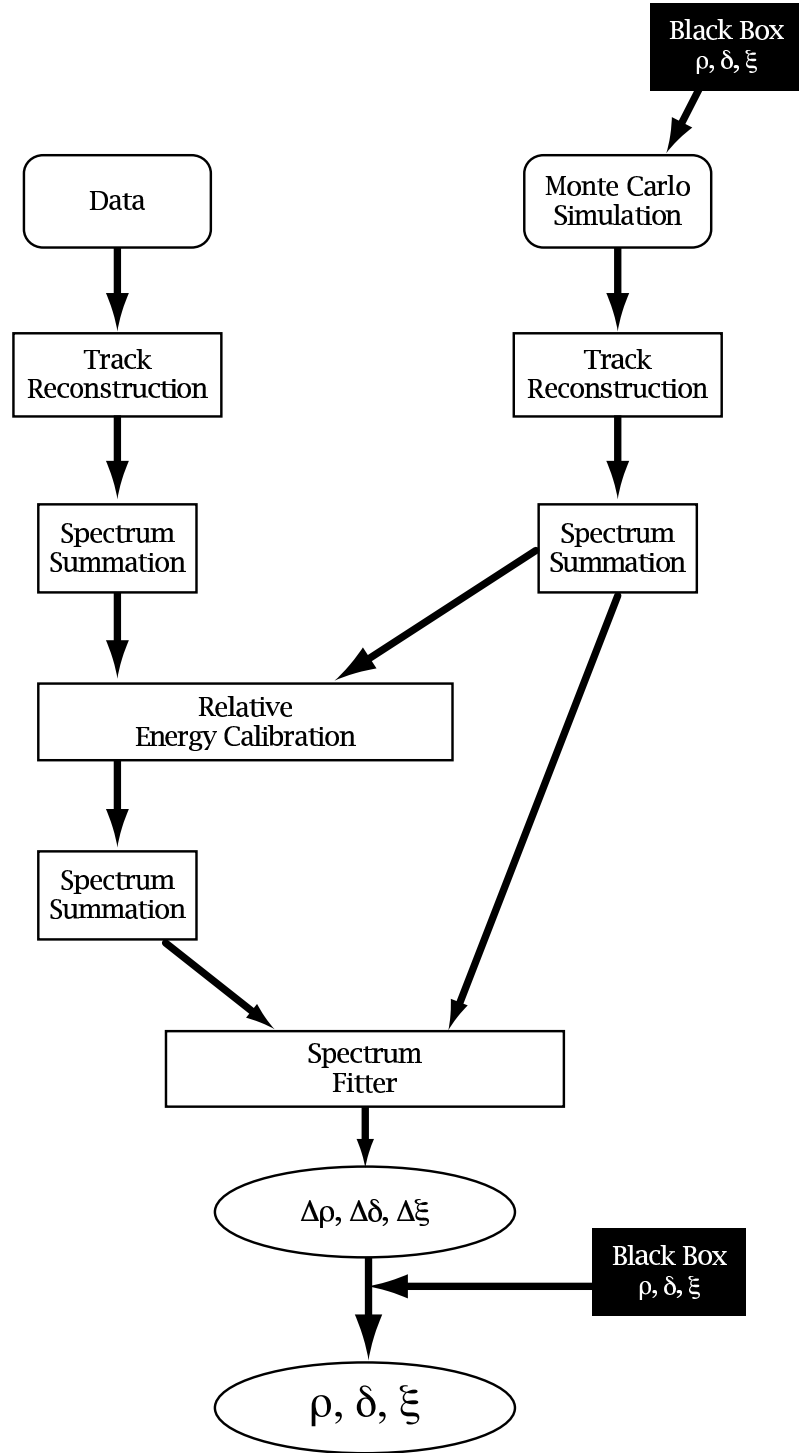 Black Box
ρ, δ, ξ
Data
Monte Carlo
Simulation
Track
Reconstruction
Track
Reconstruction
Spectrum
Summation
Spectrum
Summation
Relative
Energy Calibration
Spectrum
Summation
Spectrum
Fitter
Δρ, Δδ, Δξ
Black Box
ρ, δ, ξ
ρ, δ, ξ